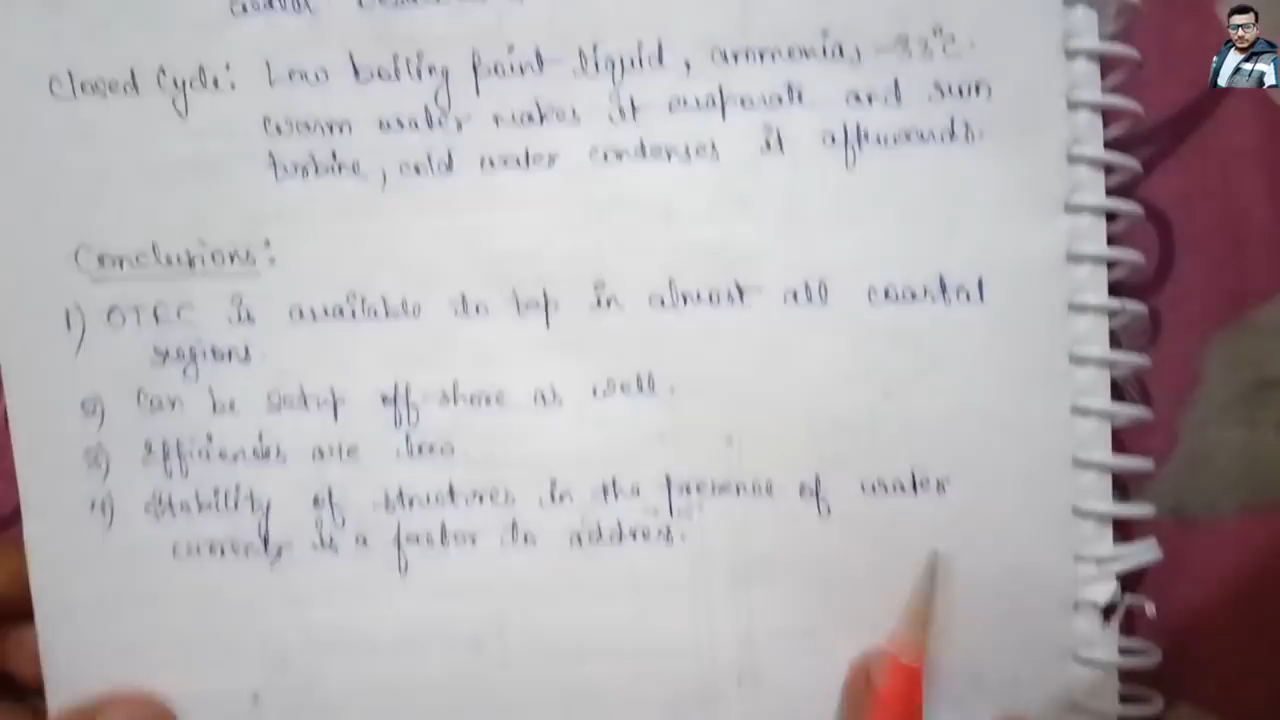 Closed Cycle: Low boiling point liquid, ammonia, -33°C.
warm water makes it evaporate and run
turbine, cold water condenses it afterwards.
Conclusions:
1) OTEC is available to tap in almost all coastal
regions
2) Can be setup off-shore as well.
3) Efficiencies are low
4) Stability of structures in the presence of water
currents is a factor to address.